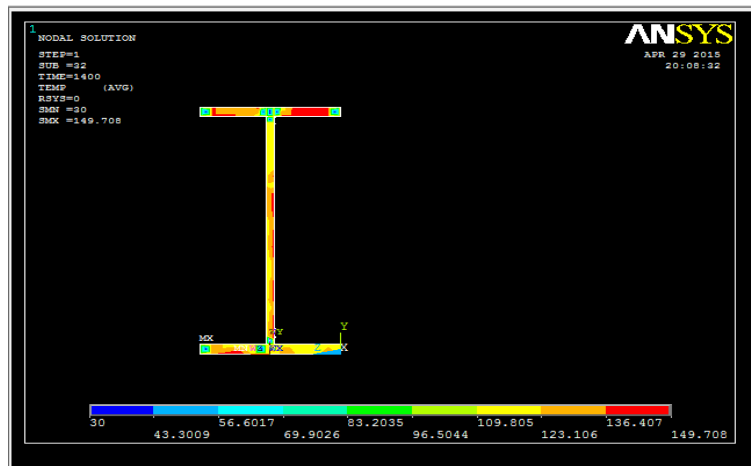 1
NODAL SOLUTION
ANSYS
STEP=1
SUB =32
TIME=1400
TEMP (AVG)
RSYS=0
SMN =30
SMX =149.708
APR 29 2015
20:08:32
Y
MX
Z X
30 56.6017 83.2035 109.805 136.407
43.3009 69.9026 96.5044 123.106 149.708